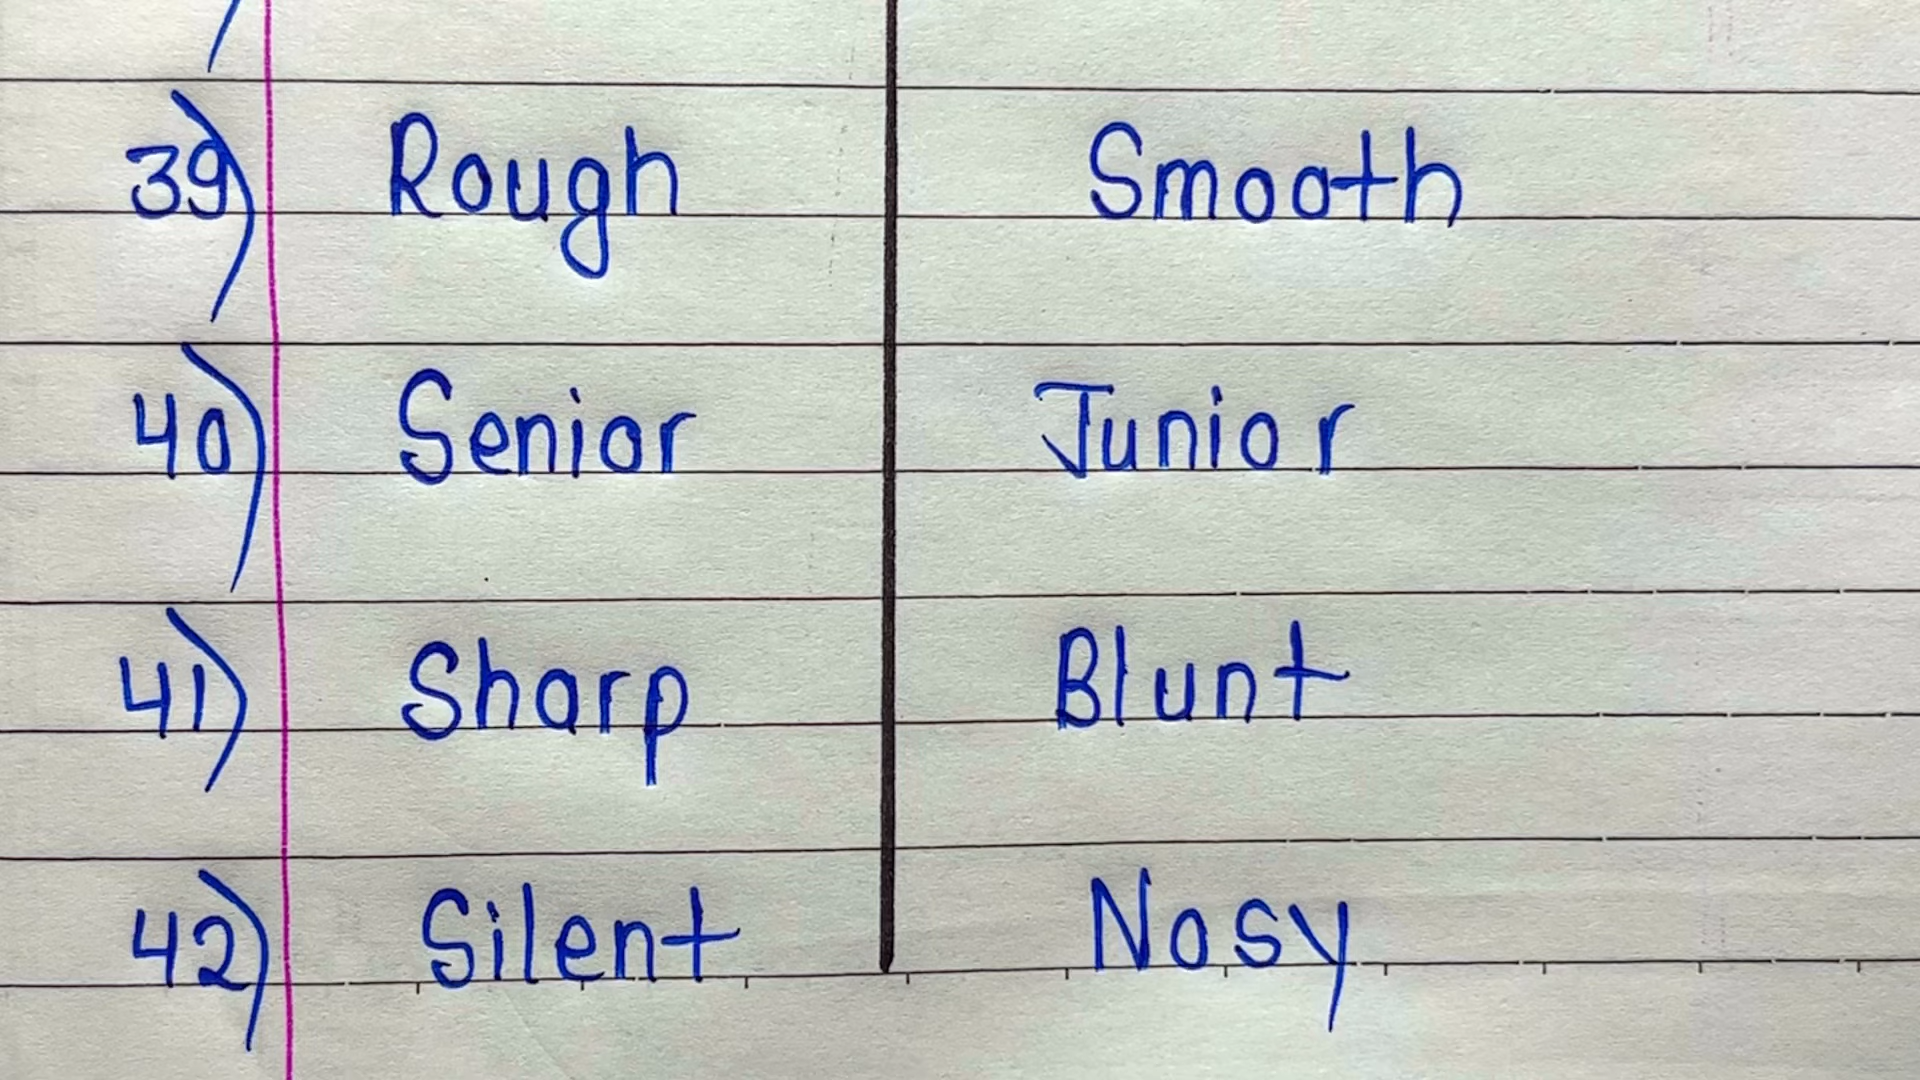 39) Rough Smooth
40) Senior Junior
41) Sharp Blunt
42) Silent Nosy